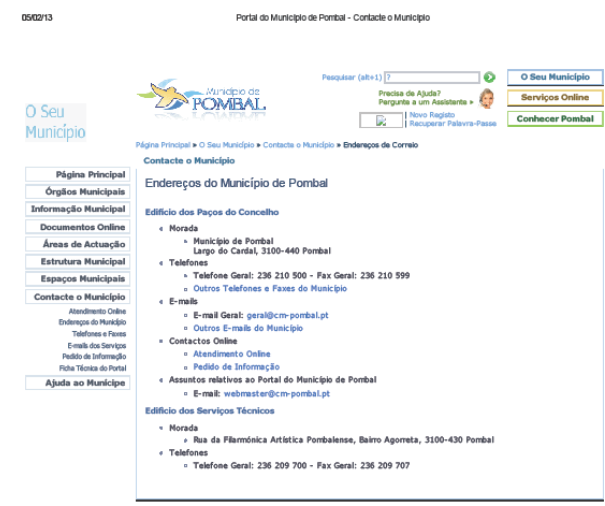 05/02/13
Portal do Município de Pombal - Contacte o Município
Pesquisar (alt+1) ?
O Seu Município
Município de
POMBAL
Precisa de Ajuda?
Pergunte a um Assistente »
Serviços Online
O Seu
Município
Novo Registo
Recuperar Palavra-Passe
Conhecer Pombal
Página Principal » O Seu Município » Contacte o Município » Endereços de Correio
Contacte o Município
Página Principal
Órgãos Municipais
Informação Municipal
Documentos Online
Áreas de Actuação
Estrutura Municipal
Espaços Municipais
Contacte o Município
Atendimento Online
Endereços do Município
Telefones e Faxes
E-mails dos Serviços
Pedido de Informação
Ficha Técnica do Portal
Ajuda ao Munícipe
Endereços do Município de Pombal
Edifício dos Paços do Concelho
Morada
Município de Pombal
Largo do Cardal, 3100-440 Pombal
Telefones
Telefone Geral: 236 210 500 - Fax Geral: 236 210 599
Outros Telefones e Faxes do Município
E-mails
E-mail Geral: geral@cm-pombal.pt
Outros E-mails do Município
Contactos Online
Atendimento Online
Pedido de Informação
Assuntos relativos ao Portal do Município de Pombal
E-mail: webmaster@cm-pombal.pt
Edifício dos Serviços Técnicos
Morada
Rua da Filarmónica Artística Pombalense, Bairro Agorreta, 3100-430 Pombal
Telefones
Telefone Geral: 236 209 700 - Fax Geral: 236 209 707